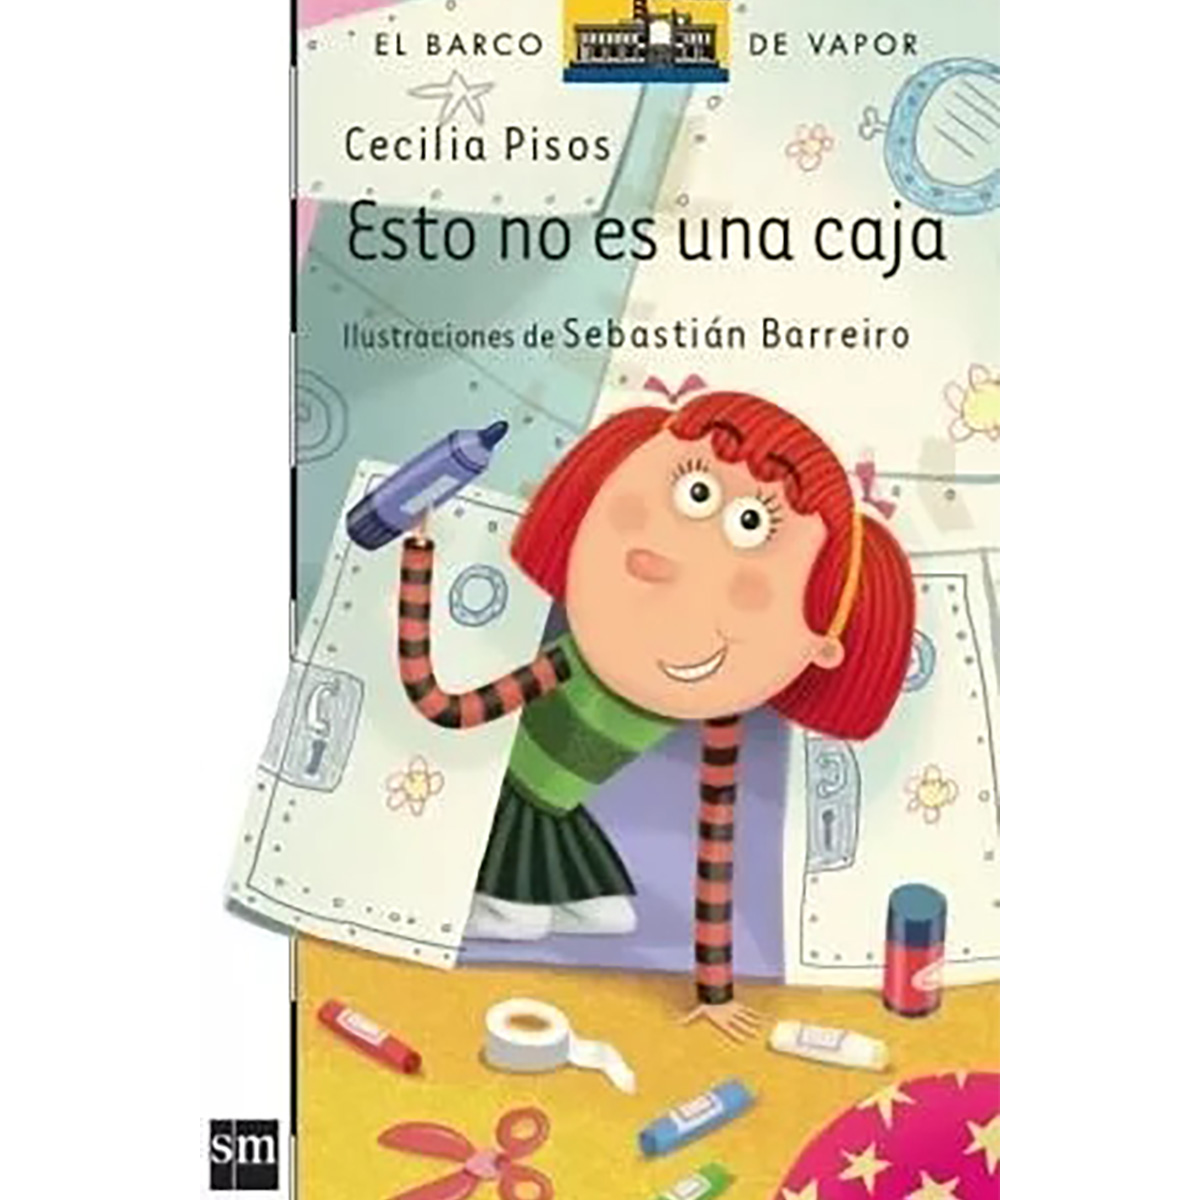 EL BARCO DE VAPOR
Cecilia Pisos
Esto no es una caja
Ilustraciones de Sebastián Barreiro
sm